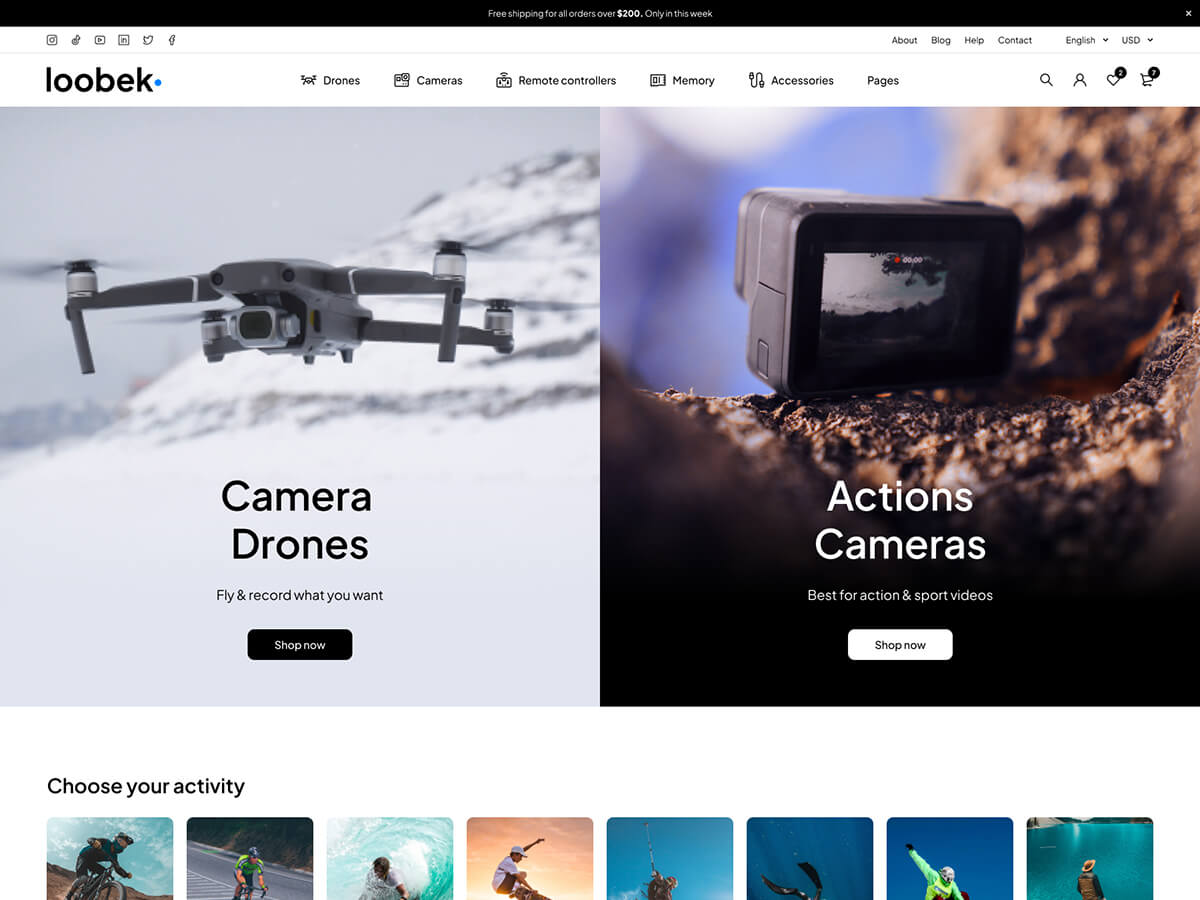 Free shipping for all orders over $200. Only in this week
About Blog Help Contact English USD
loobek
Drones Cameras Remote controllers Memory Accessories Pages
2 7
00:00
Camera
Drones
Fly & record what you want
Shop now
Actions
Cameras
Best for action & sport videos
Shop now
Choose your activity